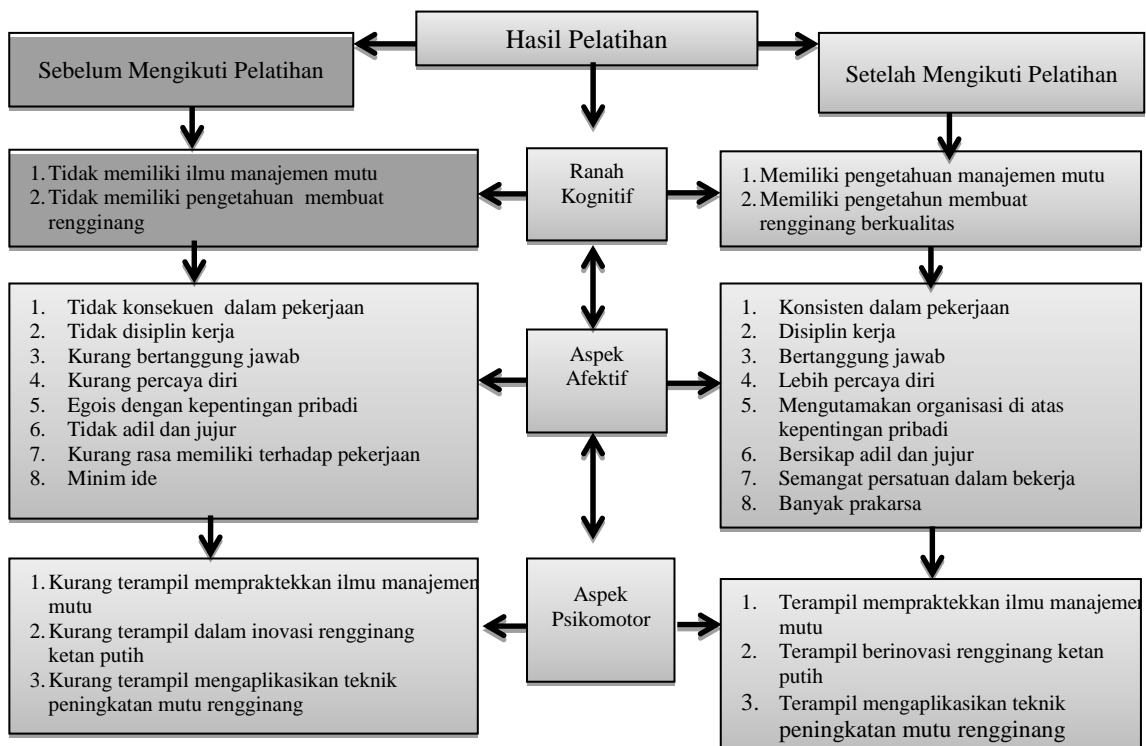 Hasil Pelatihan
Sebelum Mengikuti Pelatihan
Setelah Mengikuti Pelatihan
1. Tidak memiliki ilmu manajemen mutu
2. Tidak memiliki pengetahuan membuat
rengginang
Ranah
Kognitif
1. Memiliki pengetahuan manajemen mutu
2. Memiliki pengetahun membuat
rengginang berkualitas
1. Tidak konsekuen dalam pekerjaan
2. Tidak disiplin kerja
3. Kurang bertanggung jawab
4. Kurang percaya diri
5. Egois dengan kepentingan pribadi
6. Tidak adil dan jujur
7. Kurang rasa memiliki terhadap pekerjaan
8. Minim ide
Aspek
Afektif
1. Konsisten dalam pekerjaan
2. Disiplin kerja
3. Bertanggung jawab
4. Lebih percaya diri
5. Mengutamakan organisasi di atas
kepentingan pribadi
6. Bersikap adil dan jujur
7. Semangat persatuan dalam bekerja
8. Banyak prakarsa
1. Kurang terampil mempraktekkan ilmu manajemen
mutu
2. Kurang terampil dalam inovasi rengginang
ketan putih
3. Kurang terampil mengaplikasikan teknik
peningkatan mutu rengginang
Aspek
Psikomotor
1. Terampil mempraktekkan ilmu manajemen
mutu
2. Terampil berinovasi rengginang ketan
putih
3. Terampil mengaplikasikan teknik
peningkatan mutu rengginang